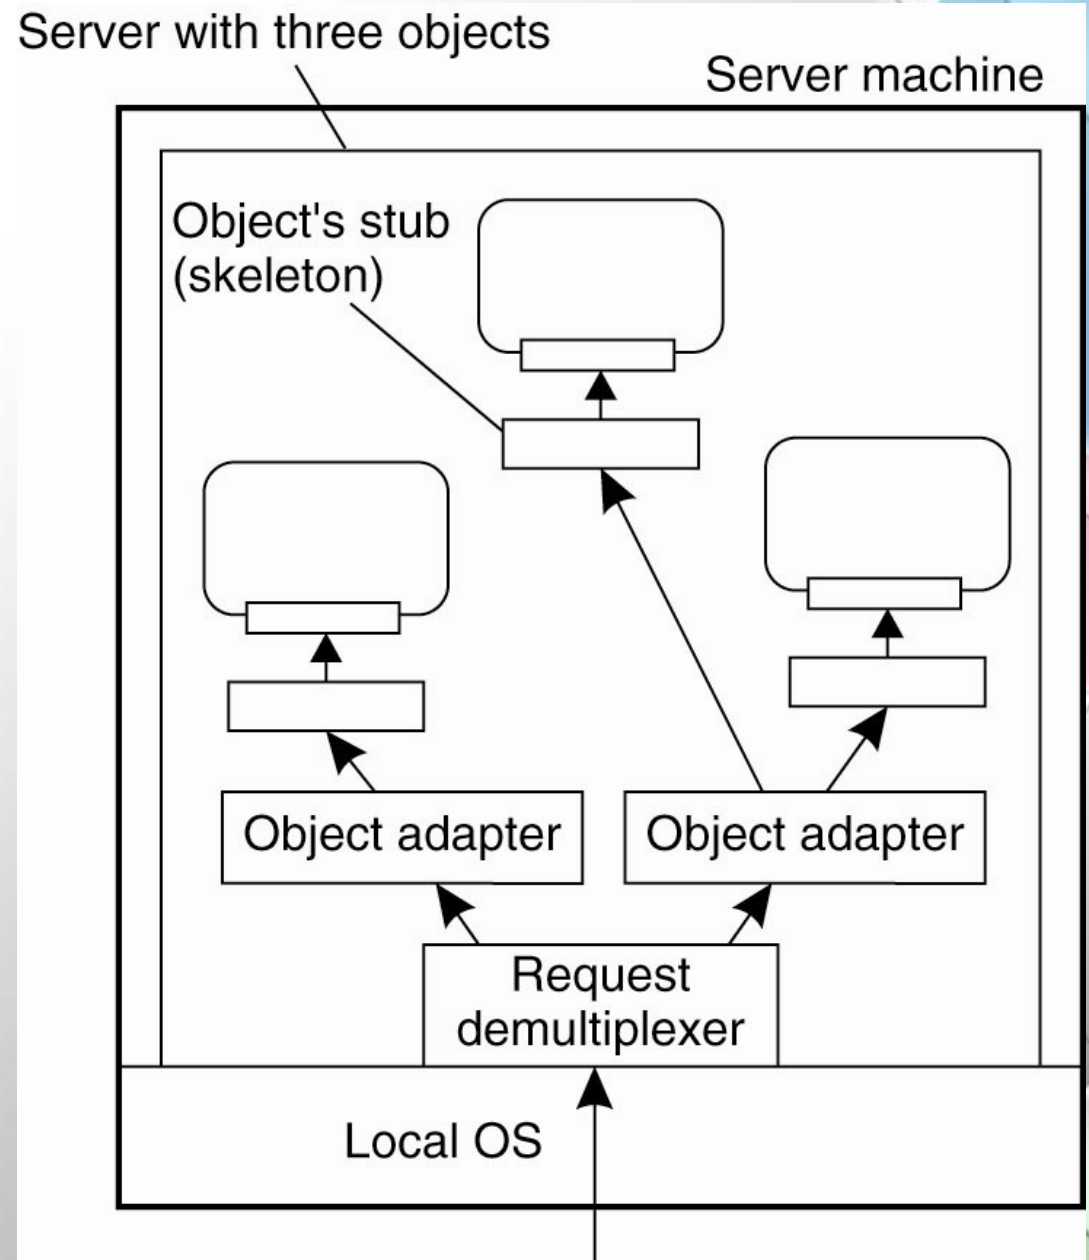 Server with three objects
Server machine
Object's stub
(skeleton)
Object adapter
Object adapter
Request
demultiplexer
Local OS